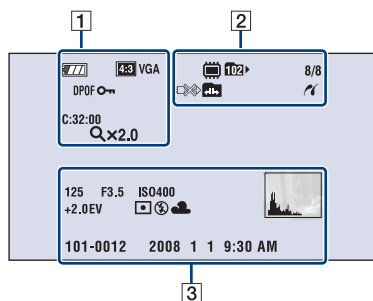 1 2
4:3 VGA 102 8/8
DPOF
C:32:00
×2.0
125 F3.5 ISO400
+2.0EV
101-0012 2008 1 1 9:30 AM
3